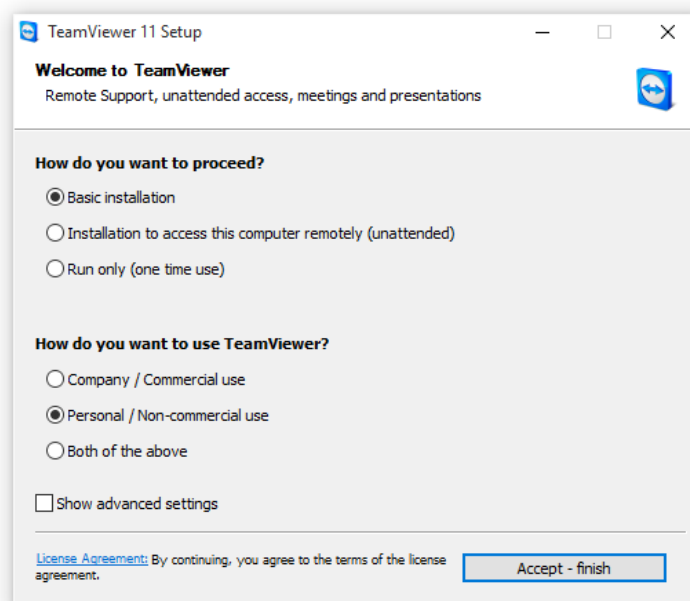 TeamViewer 11 Setup
Welcome to TeamViewer
Remote Support, unattended access, meetings and presentations
How do you want to proceed?
Basic installation
Installation to access this computer remotely (unattended)
Run only (one time use)
How do you want to use TeamViewer?
Company / Commercial use
Personal / Non-commercial use
Both of the above
Show advanced settings
License Agreement: By continuing, you agree to the terms of the license
agreement.
Accept - finish